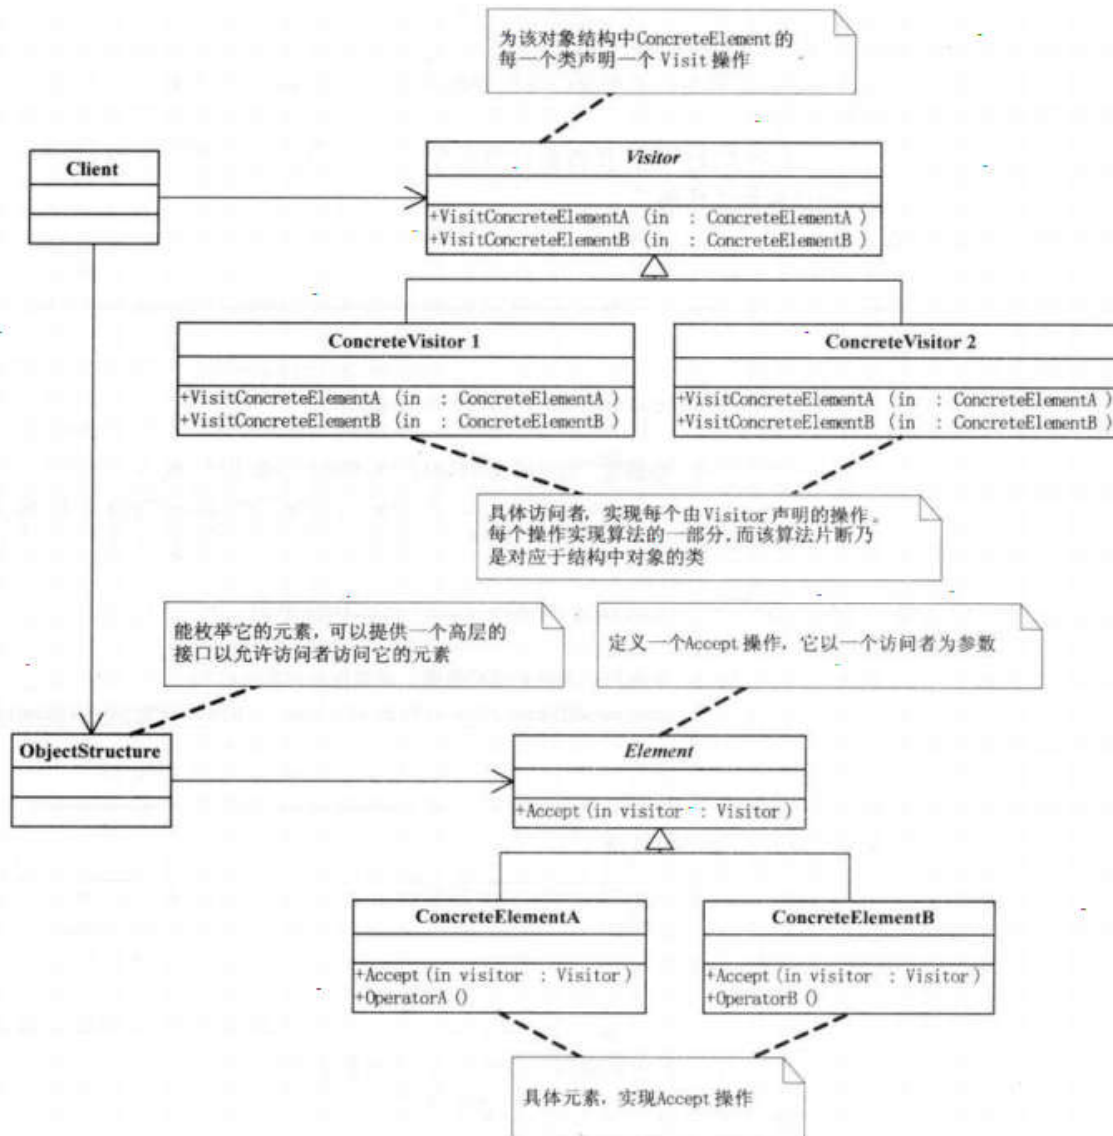 为该对象结构中ConcreteElement的
每一个类声明一个 Visit 操作
Client
Visitor
+VisitConcreteElementA (in : ConcreteElementA )
+VisitConcreteElementB (in : ConcreteElementB )
ConcreteVisitor 1
+VisitConcreteElementA (in : ConcreteElementA )
+VisitConcreteElementB (in : ConcreteElementB )
ConcreteVisitor 2
+VisitConcreteElementA (in : ConcreteElementA )
+VisitConcreteElementB (in : ConcreteElementB )
具体访问者，实现每个由Visitor声明的操作。
每个操作实现算法的一部分，而该算法片断乃
是对应于结构中对象的类
能枚举它的元素，可以提供一个高层的
接口以允许访问者访问它的元素
定义一个Accept操作，它以一个访问者为参数
ObjectStructure
Element
+Accept(in visitor : Visitor)
ConcreteElementA
+Accept(in visitor : Visitor)
+OperatorA()
ConcreteElementB
+Accept(in visitor : Visitor)
+OperatorB()
具体元素，实现Accept操作